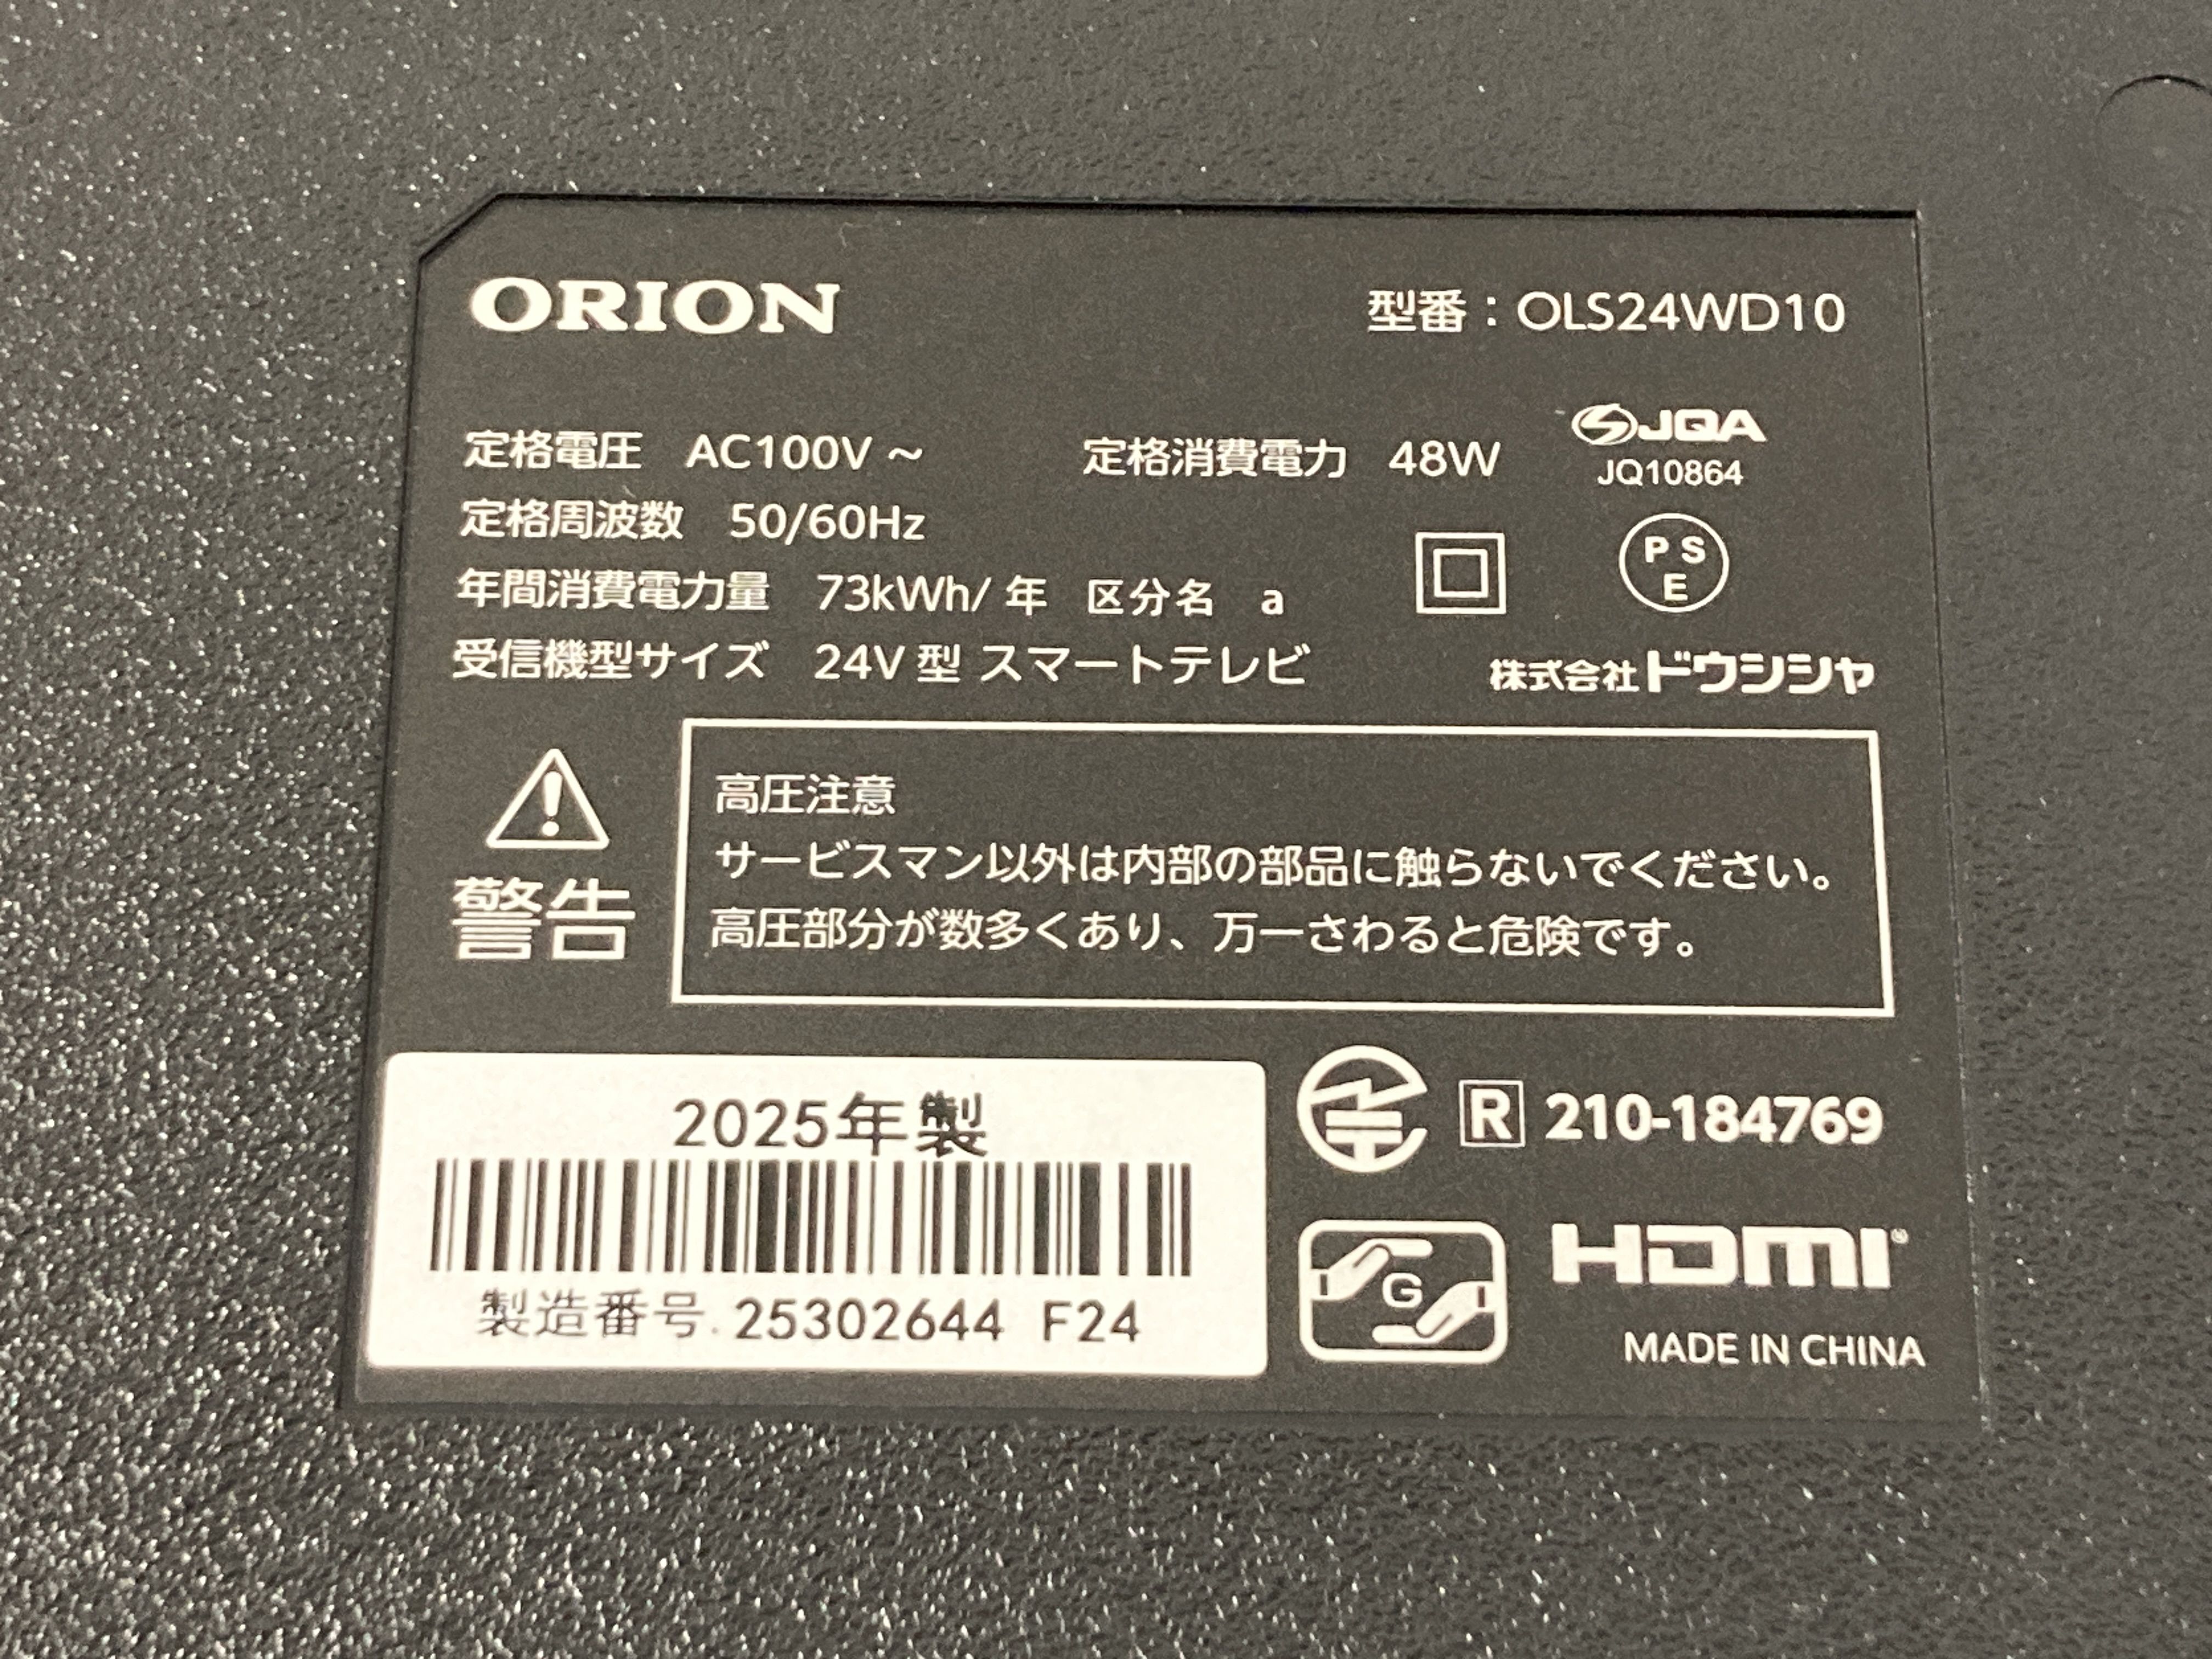 ORION
型番：OLS24WD10
定格電圧 AC100V～ 定格消費電力 48W
JQA
JQ10864
定格周波数 50/60Hz
PS
E
年間消費電力量 73kWh/年 区分名 a
受信機型サイズ 24V型 スマートテレビ
株式会社ドウシシャ
警告
高圧注意
サービスマン以外は内部の部品に触らないでください。
高圧部分が数多くあり、万一さわると危険です。
2025年製
製造番号. 25302644 F24
R 210-184769
G
HDMI®
MADE IN CHINA